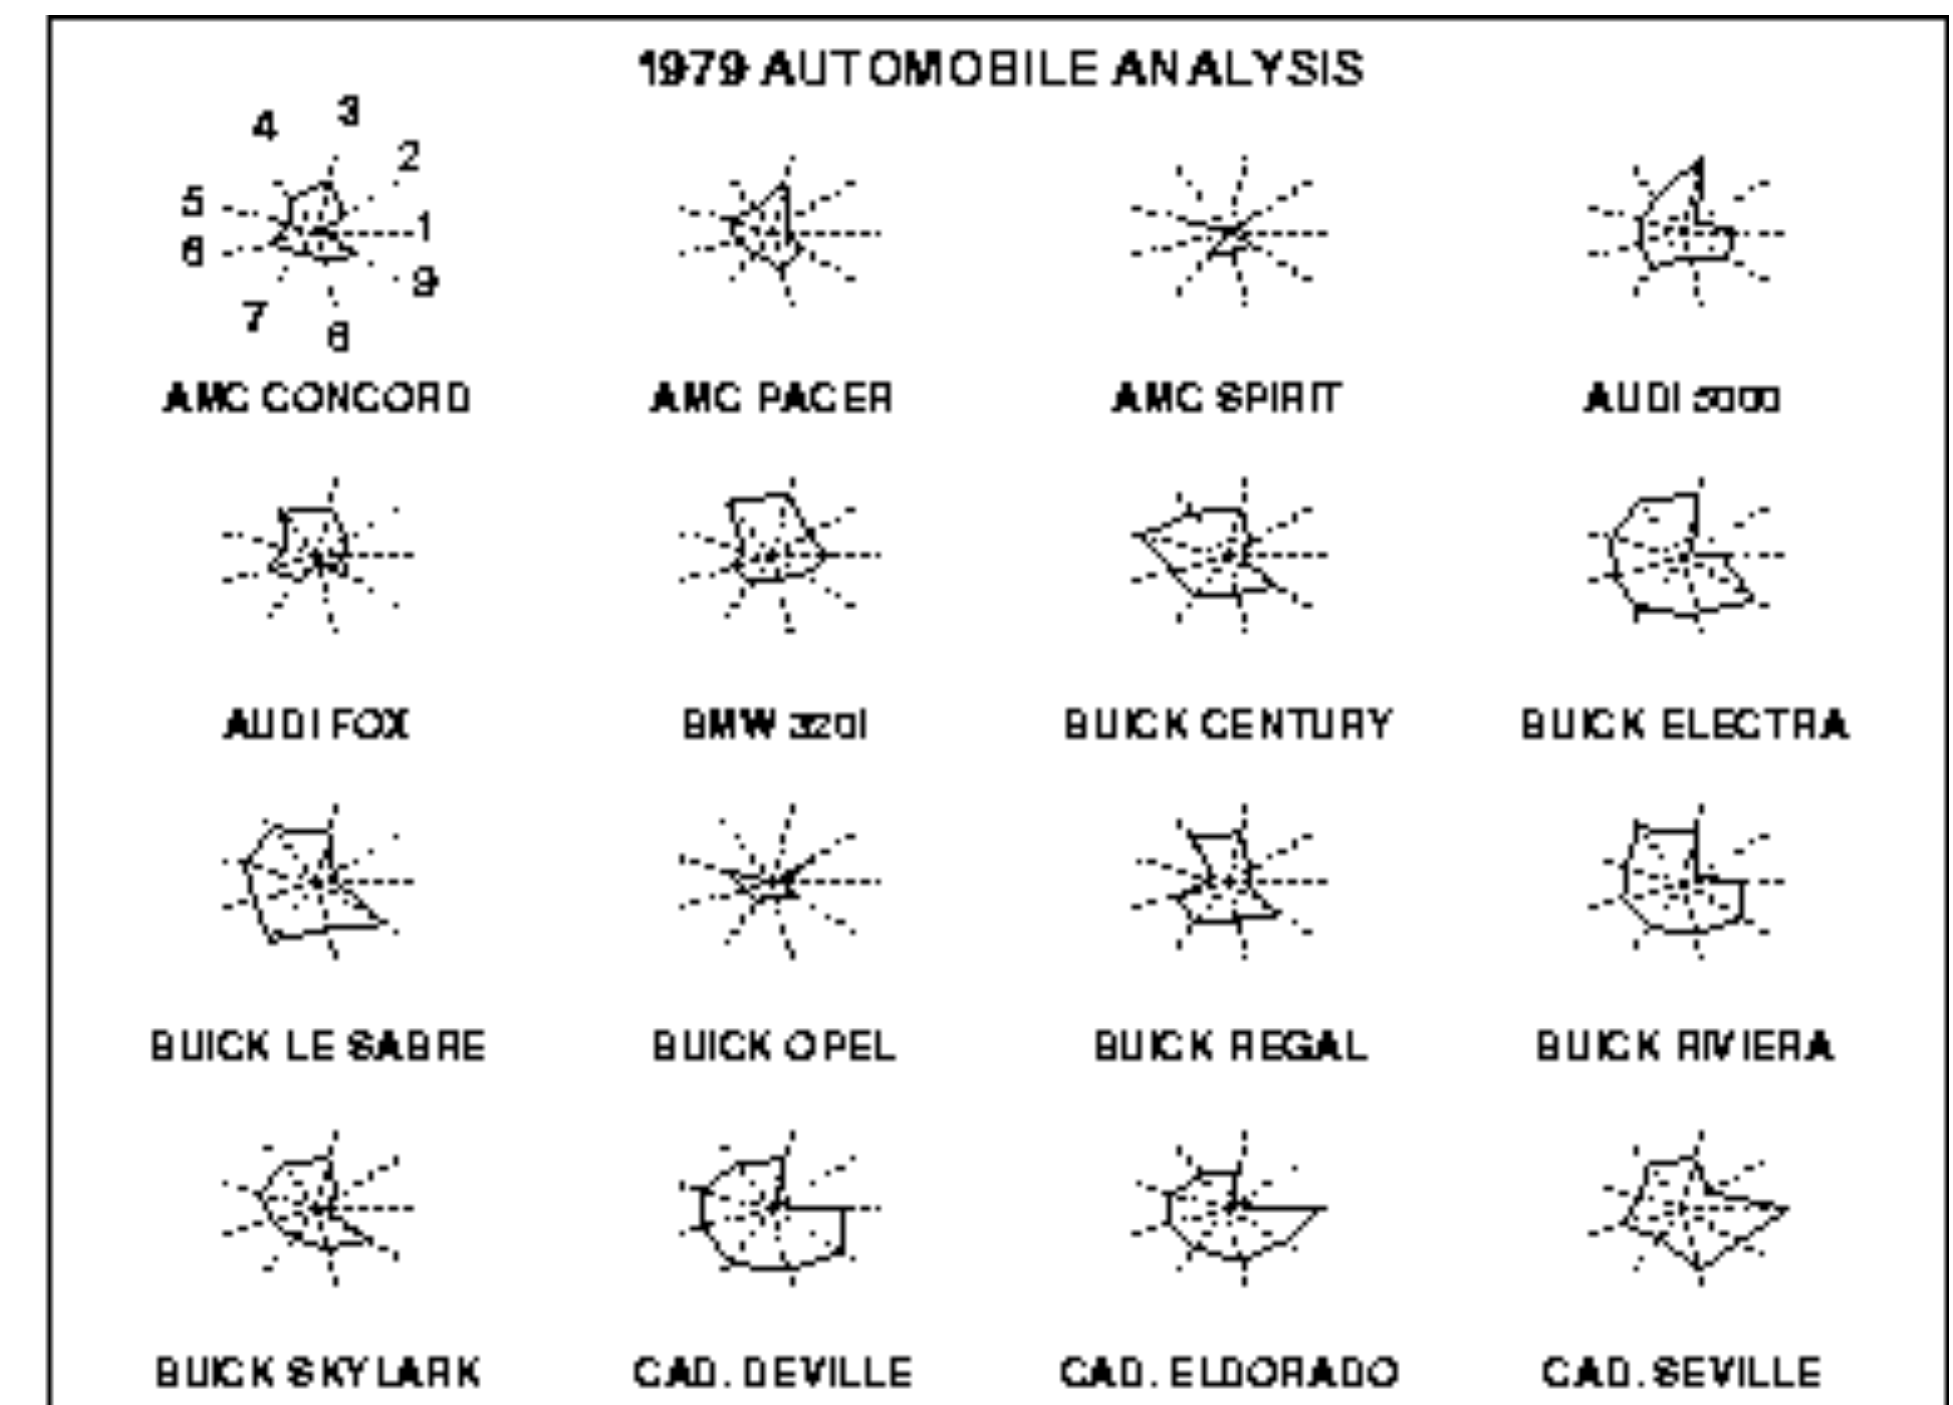 1979 AUTOMOBILE ANALYSIS
3
4
2
5
1
6
9
7
6
AMC CONCORD
AMC PACER
AMC SPIRIT
AUDI 5000
AUDI FOX
BMW 320i
BUICK CENTURY
BUICK ELECTRA
BUICK LE SABRE
BUICK OPEL
BUICK REGAL
BUICK RIVIERA
BUICK SKYLARK
CAD. DEVILLE
CAD. ELDORADO
CAD. SEVILLE